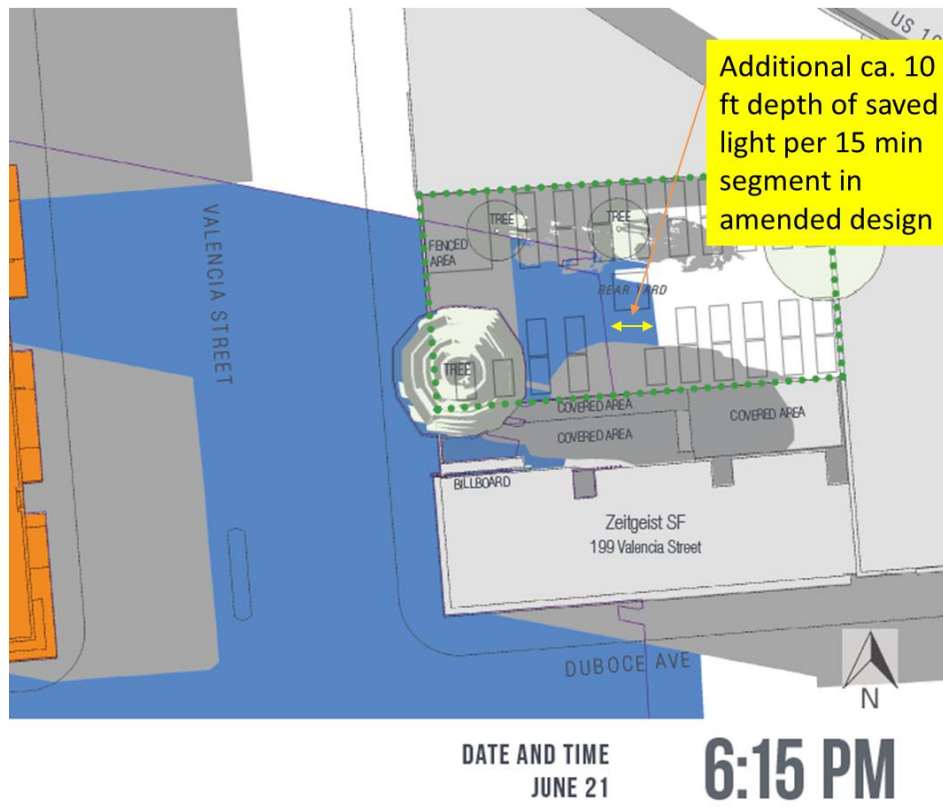 US 10
Additional ca. 10
ft depth of saved
light per 15 min
segment in
amended design
VALENCIA STREET
TREE
TREE
FENCED
AREA
REAR YARD
TREE
COVERED AREA
COVERED AREA
COVERED AREA
BILLBOARD
Zeitgeist SF
199 Valencia Street
DUBOCE AVE
N
DATE AND TIME
JUNE 21
6:15 PM